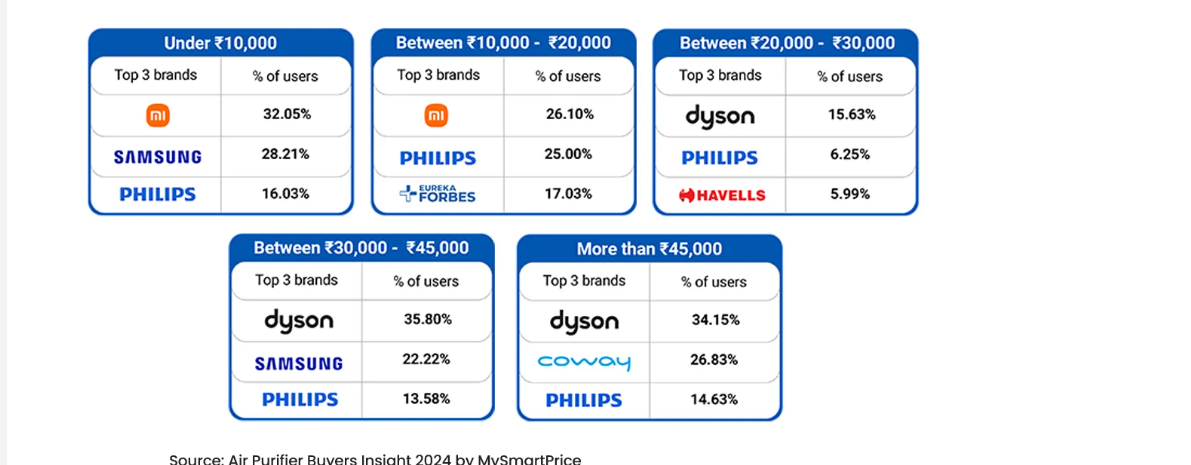 Under ₹10,000
Top 3 brands % of users
mi 32.05%
SAMSUNG 28.21%
PHILIPS 16.03%
Between ₹10,000 - ₹20,000
Top 3 brands % of users
mi 26.10%
PHILIPS 25.00%
EUREKA
FORBES 17.03%
Between ₹20,000 - ₹30,000
Top 3 brands % of users
dyson 15.63%
PHILIPS 6.25%
HAVELLS 5.99%
Between ₹30,000 - ₹45,000
Top 3 brands % of users
dyson 35.80%
SAMSUNG 22.22%
PHILIPS 13.58%
More than ₹45,000
Top 3 brands % of users
dyson 34.15%
coway 26.83%
PHILIPS 14.63%
Source: Air Purifier Buyers Insight 2024 by MySmartPrice